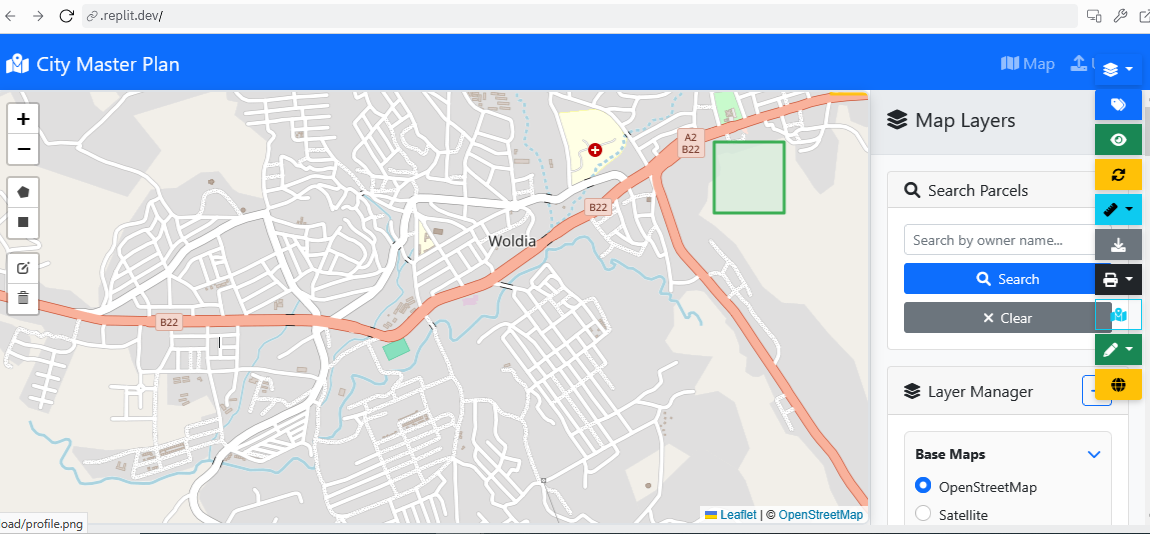 .replit.dev/
City Master Plan
Map
U
+
−
A2
B22
B22
Woldia
B22
Map Layers
Search Parcels
Search by owner name...
Search
Clear
Layer Manager
Base Maps
OpenStreetMap
Satellite
Leaflet | © OpenStreetMap
oad/profile.png